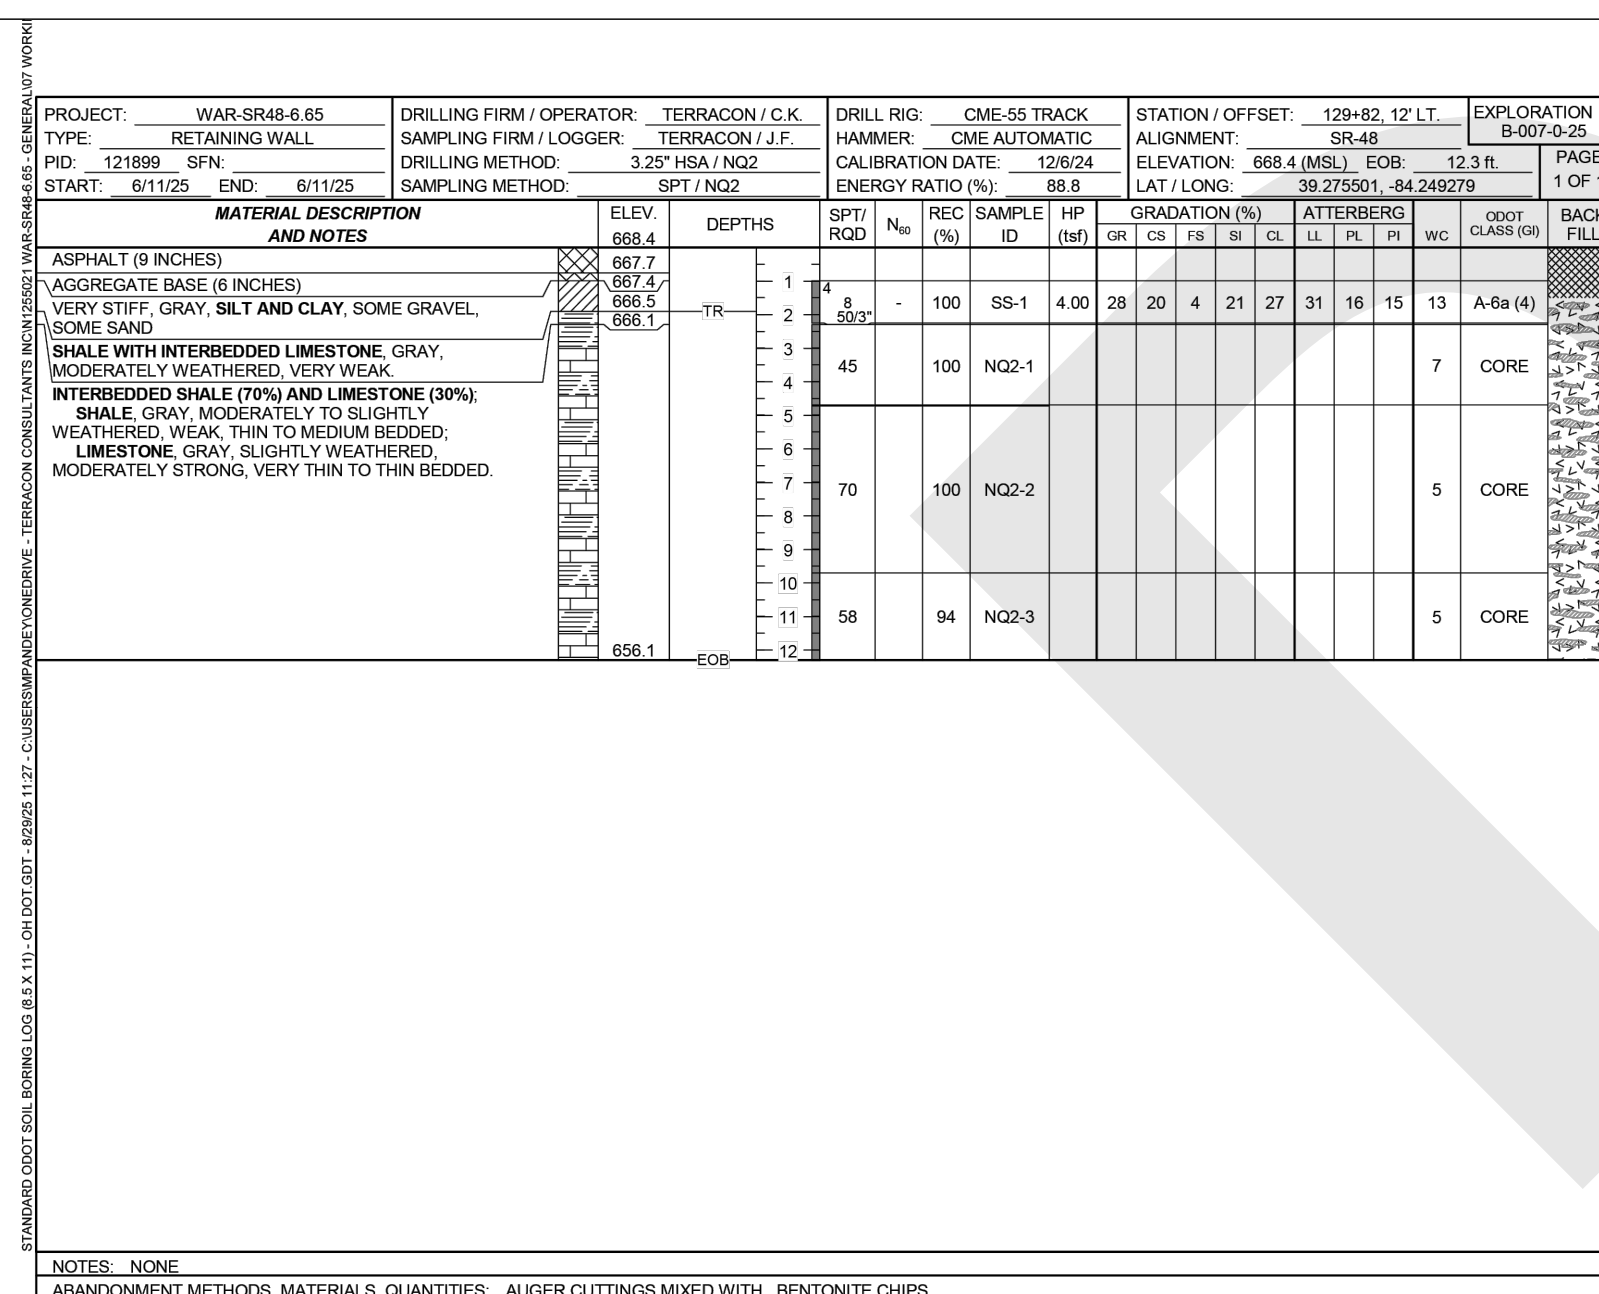 STANDARD ODOT SOIL BORING LOG (8.5 X 11) - OH DOT.GDT - 8/29/25 11:27 - C:\USERS\MPANDEY\ONEDRIVE - TERRACON CONSULTANTS INC\N1255021 WAR-SR48-6.65 - GENERAL\07 WORKI
PROJECT: WAR-SR48-6.65 DRILLING FIRM / OPERATOR: TERRACON / C.K. DRILL RIG: CME-55 TRACK STATION / OFFSET: 129+82, 12' LT. EXPLORATION
TYPE: RETAINING WALL SAMPLING FIRM / LOGGER: TERRACON / J.F. HAMMER: CME AUTOMATIC ALIGNMENT: SR-48 B-007-0-25
PID: 121899 SFN: DRILLING METHOD: 3.25" HSA / NQ2 CALIBRATION DATE: 12/6/24 ELEVATION: 668.4 (MSL) EOB: 12.3 ft. PAGE
START: 6/11/25 END: 6/11/25 SAMPLING METHOD: SPT / NQ2 ENERGY RATIO (%): 88.8 LAT / LONG: 39.275501, -84.249279 1 OF 1
MATERIAL DESCRIPTION ELEV. DEPTHS SPT/ N60 REC SAMPLE HP GRADATION (%) ATTERBERG ODOT BACK
AND NOTES 668.4 RQD (%) ID (tsf) GR CS FS SI CL LL PL PI WC CLASS (GI) FILL
ASPHALT (9 INCHES) 667.7
AGGREGATE BASE (6 INCHES) 667.4 1 4
VERY STIFF, GRAY, SILT AND CLAY, SOME GRAVEL, 666.5 TR 8 - 100 SS-1 4.00 28 20 4 21 27 31 16 15 13 A-6a (4)
SOME SAND 666.1 2 50/3"
SHALE WITH INTERBEDDED LIMESTONE, GRAY, 3
MODERATELY WEATHERED, VERY WEAK. 45 100 NQ2-1 7 CORE
INTERBEDDED SHALE (70%) AND LIMESTONE (30%); 4
SHALE, GRAY, MODERATELY TO SLIGHTLY 5
WEATHERED, WEAK, THIN TO MEDIUM BEDDED;
LIMESTONE, GRAY, SLIGHTLY WEATHERED, 6
MODERATELY STRONG, VERY THIN TO THIN BEDDED.
7 70 100 NQ2-2 5 CORE
8
9
10
11 58 94 NQ2-3 5 CORE
656.1 EOB 12
NOTES: NONE
ABANDONMENT METHODS, MATERIALS, QUANTITIES: AUGER CUTTINGS MIXED WITH BENTONITE CHIPS